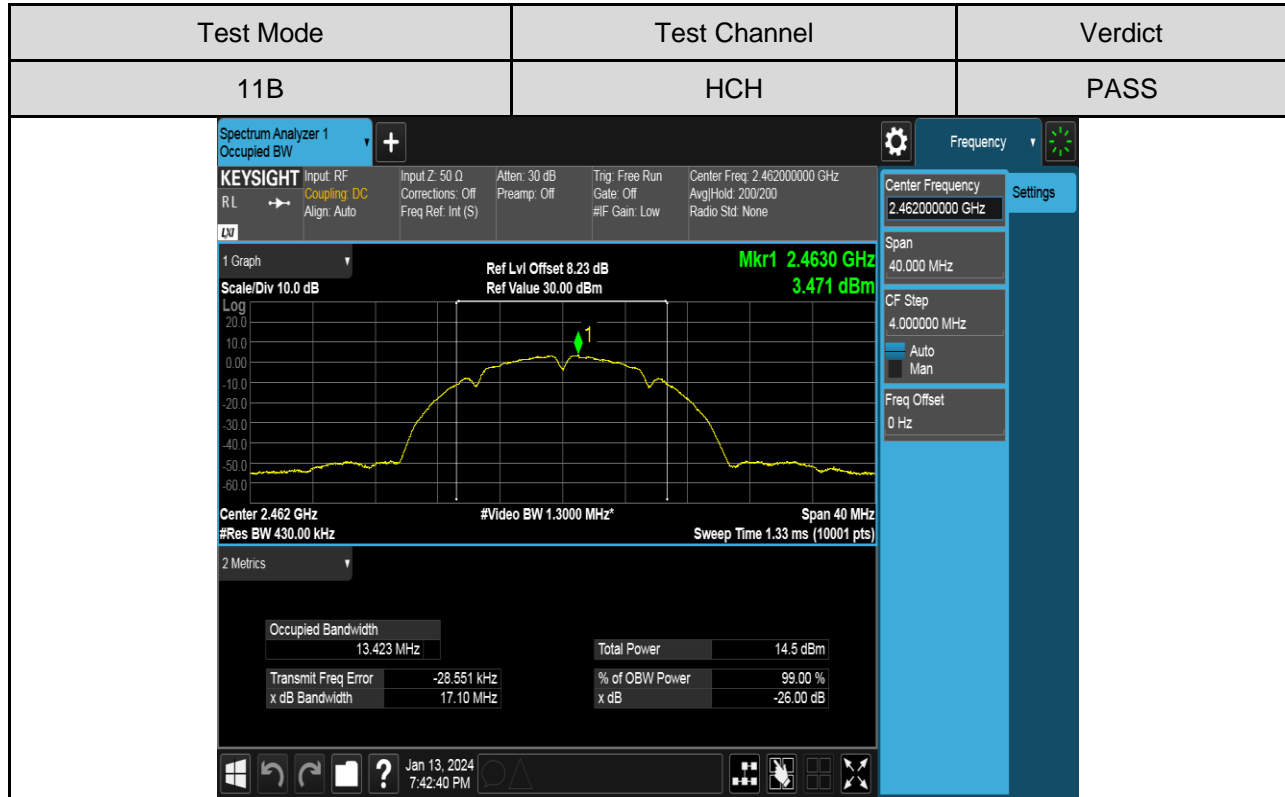 Test Mode Test Channel Verdict
11B HCH PASS
Spectrum Analyzer 1
Occupied BW
+
Frequency
KEYSIGHT
RL
LXI
Input: RF
Coupling: DC
Align: Auto
Input Z: 50 Ω
Corrections: Off
Freq Ref: Int (S)
Atten: 30 dB
Preamp: Off
Trig: Free Run
Gate: Off
#IF Gain: Low
Center Freq: 2.462000000 GHz
Avg|Hold: 200/200
Radio Std: None
Center Frequency
2.462000000 GHz
Settings
Span
40.000 MHz
CF Step
4.000000 MHz
Auto
Man
Freq Offset
0 Hz
1 Graph
Scale/Div 10.0 dB
Ref Lvl Offset 8.23 dB
Ref Value 30.00 dBm
Mkr1 2.4630 GHz
3.471 dBm
Log
20.0
10.0
0.00
-10.0
-20.0
-30.0
-40.0
-50.0
-60.0
1
Center 2.462 GHz
#Res BW 430.00 kHz
#Video BW 1.3000 MHz*
Span 40 MHz
Sweep Time 1.33 ms (10001 pts)
2 Metrics
Occupied Bandwidth
13.423 MHz
Total Power 14.5 dBm
Transmit Freq Error -28.551 kHz
% of OBW Power 99.00 %
x dB Bandwidth 17.10 MHz
x dB -26.00 dB
?
Jan 13, 2024
7:42:40 PM